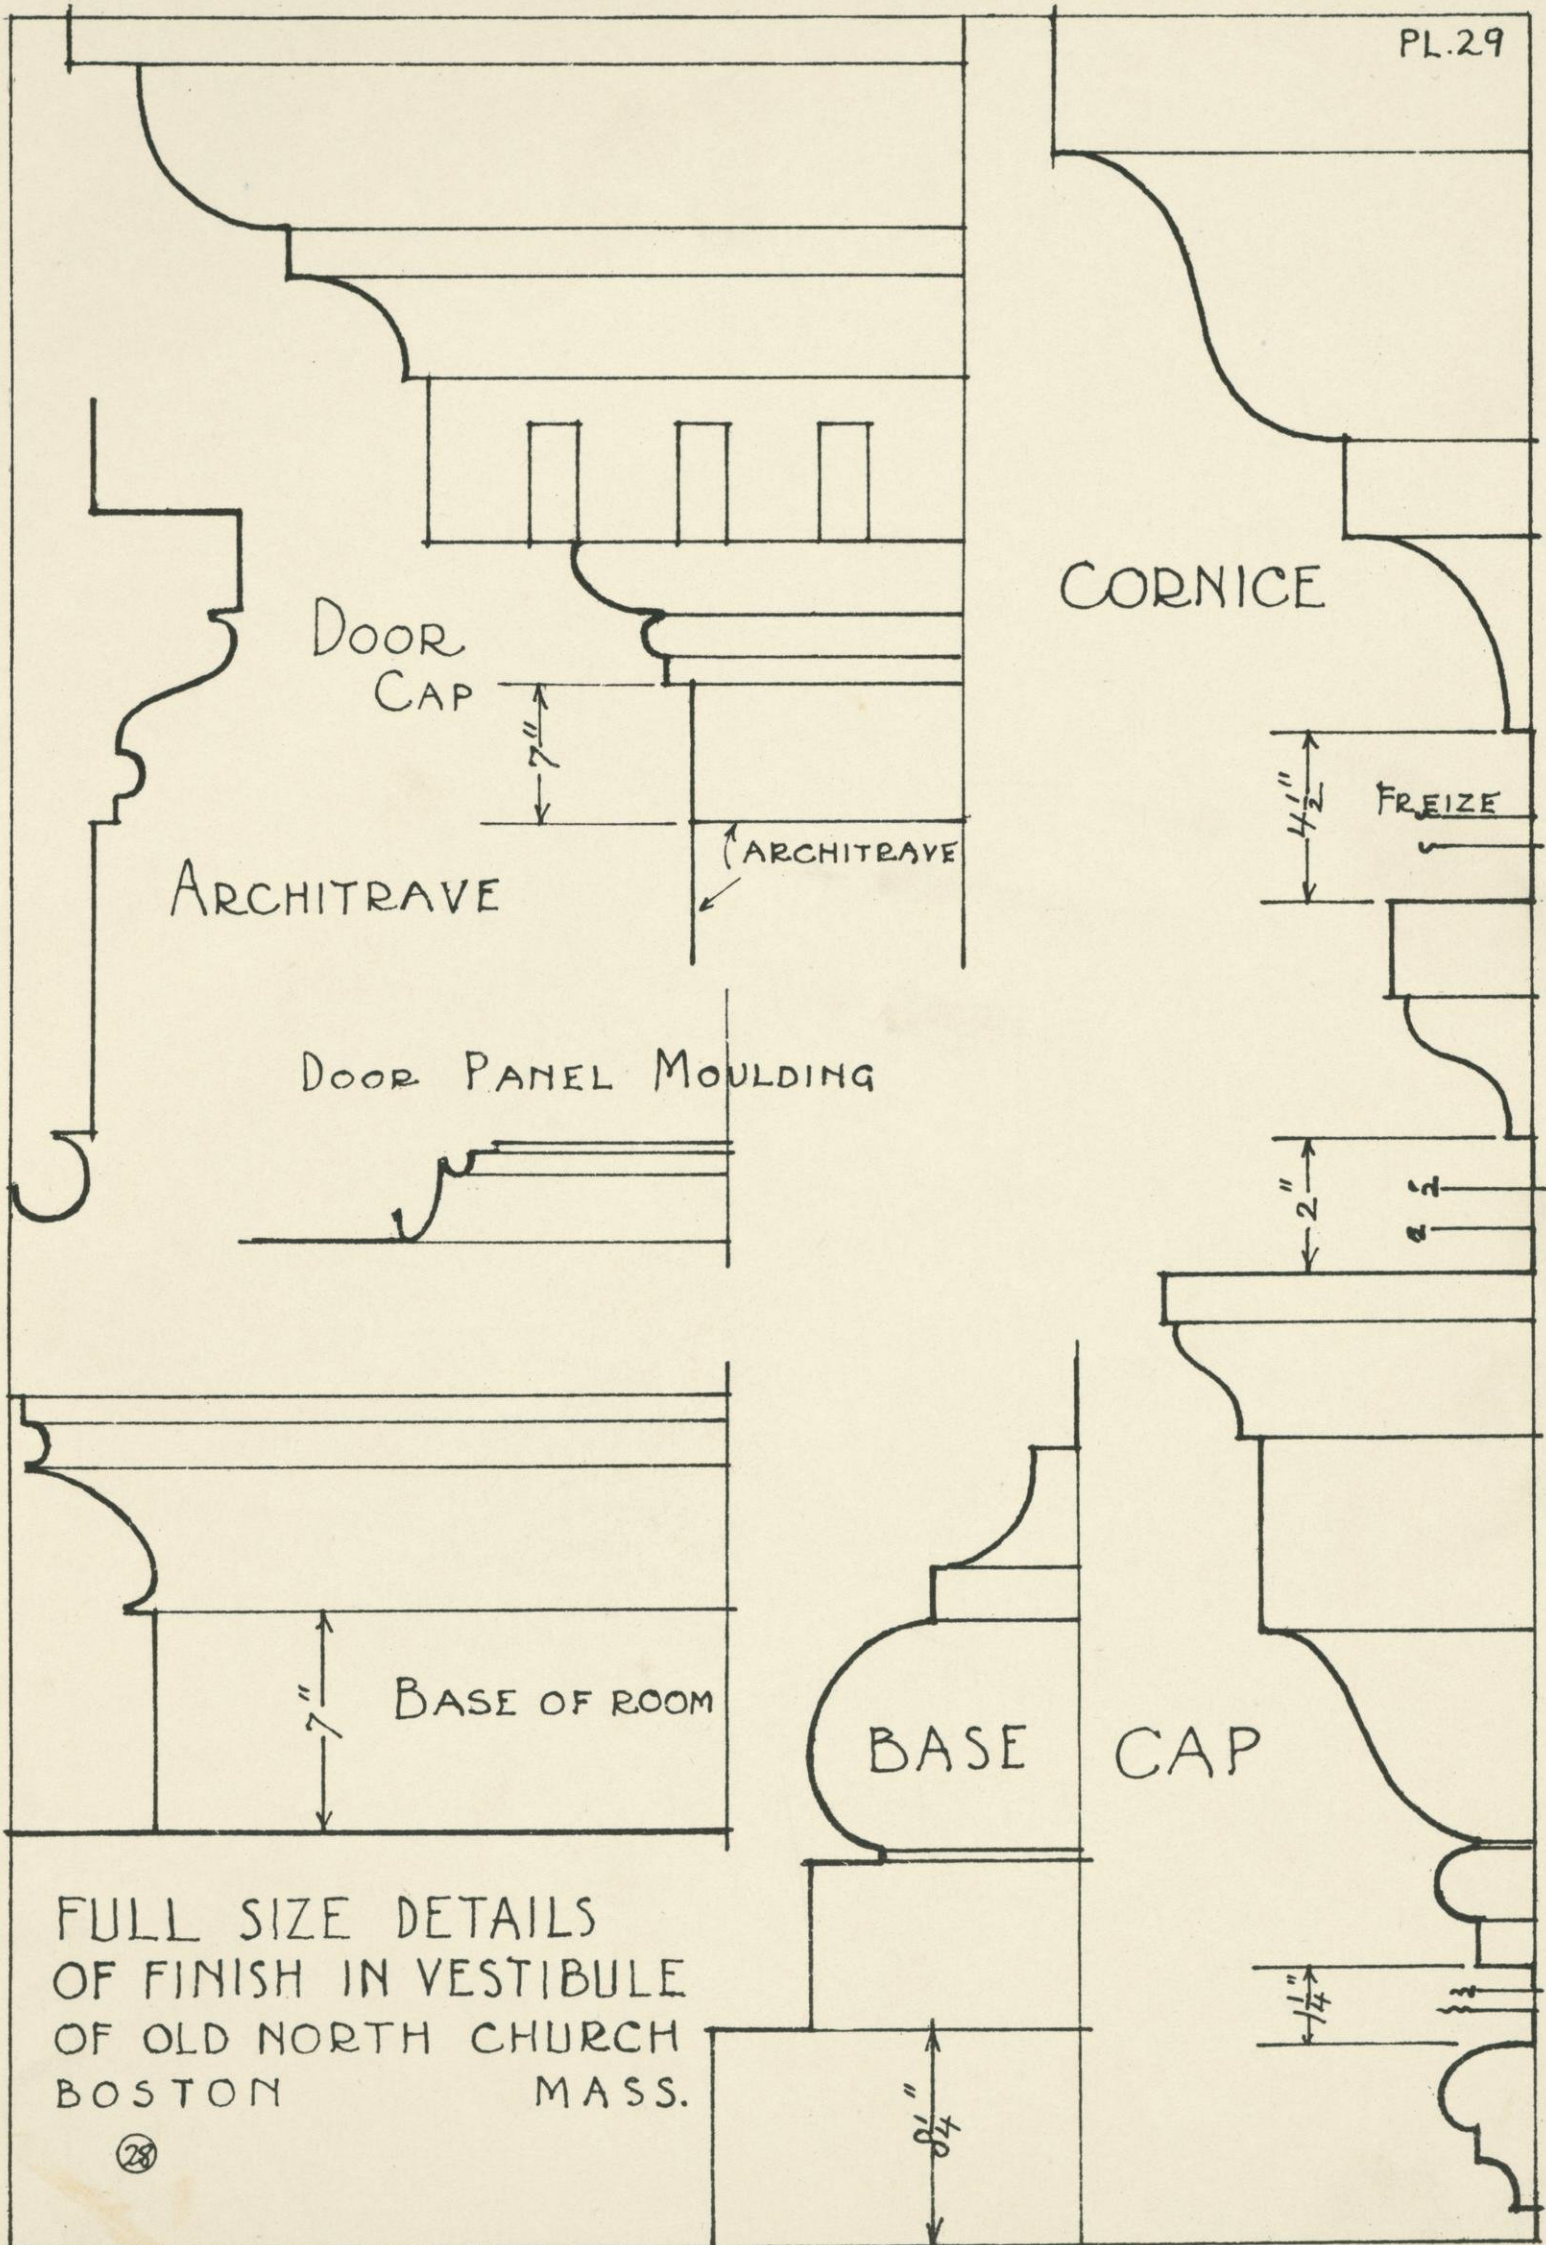 PL.29
CORNICE
DOOR
CAP
7"
4½"
FREIZE
ARCHITRAVE
ARCHITRAVE
DOOR PANEL MOULDING
2"
7"
BASE OF ROOM
BASE
CAP
FULL SIZE DETAILS
OF FINISH IN VESTIBULE
OF OLD NORTH CHURCH
BOSTON MASS.
28
1¼"
8¼"